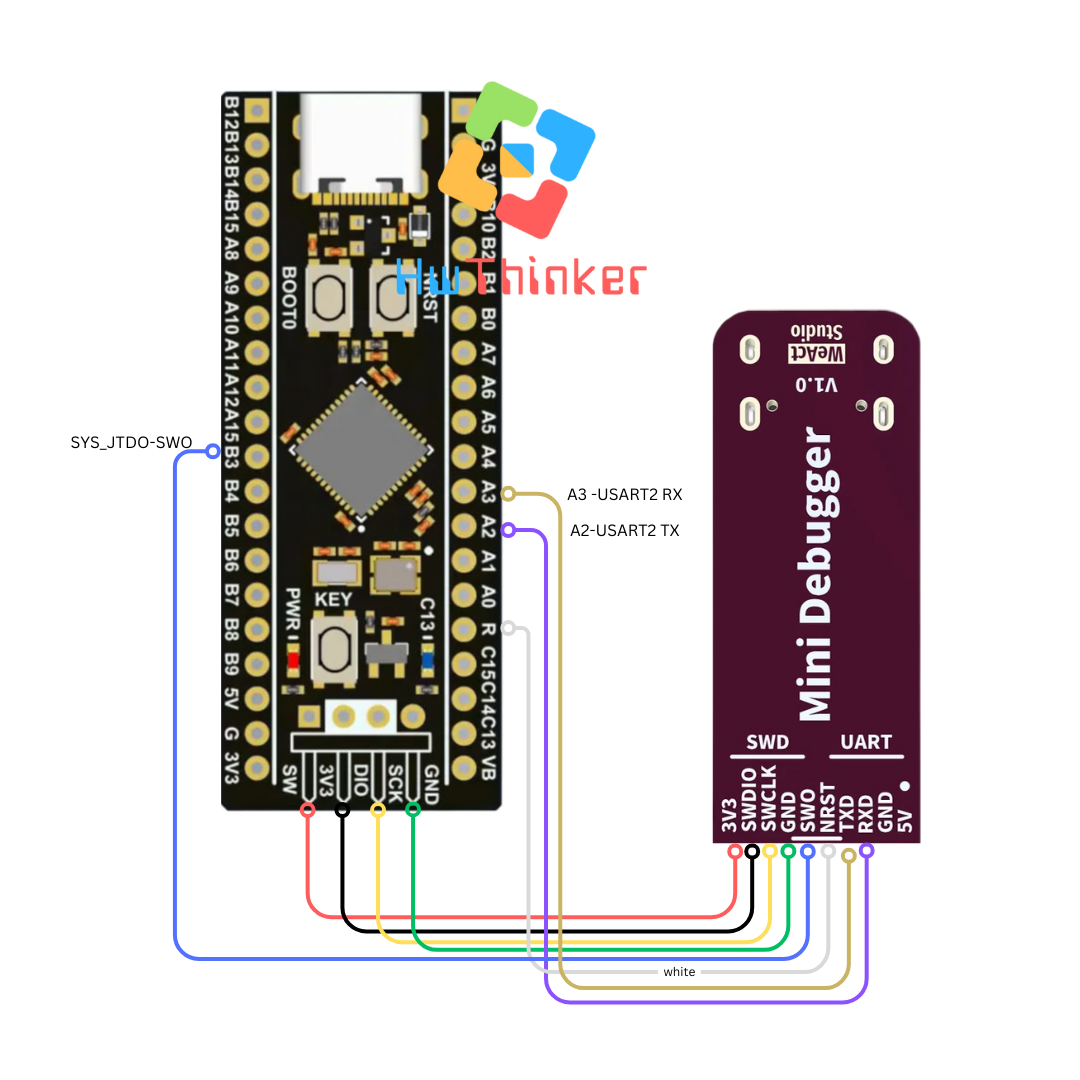 B12
B13
B14
B15
A8
A9
A10
A11
A12
A15
B3
B4
B5
B6
B7
B8
B9
5V
G
3V3
BOOT0
NRST
G
B2
B1
B0
A7
A6
A5
A4
A3
A2
A1
A0
R
C15
C14
C13
VB
HwThinker
PWR
KEY
C13
SW
3V3
DIO
SCK
GND
SYS_JTDO-SWO
A3 -USART2 RX
A2-USART2 TX
WeAct
Studio
V1.0
Mini Debugger
SWD
UART
3V3
SWDIO
SWCLK
GND
SWO
NRST
TXD
RXD
GND
5V
white